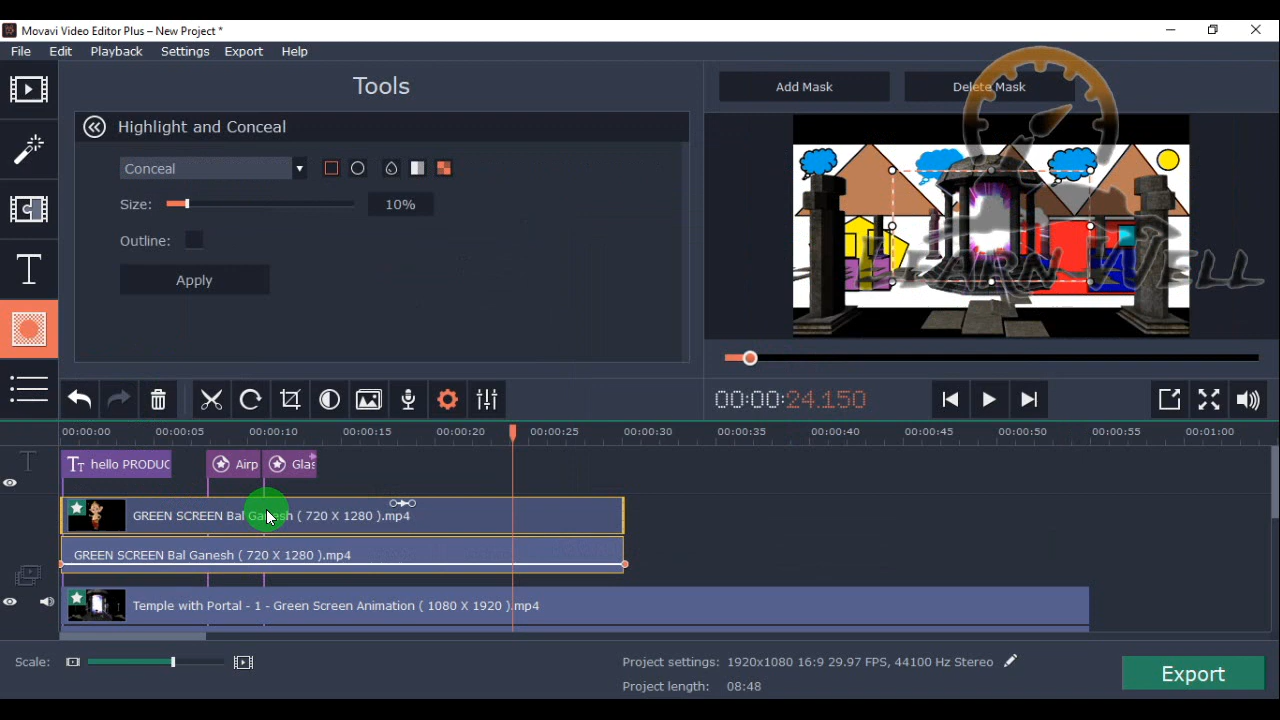 Movavi Video Editor Plus – New Project *
File Edit Playback Settings Export Help
Tools
Add Mask Delete Mask
Highlight and Conceal
Conceal
Size: 10%
Outline:
Apply
LEARN-WELL
00:00:24.150
00:00:00 00:00:05 00:00:10 00:00:15 00:00:20 00:00:25 00:00:30 00:00:35 00:00:40 00:00:45 00:00:50 00:00:55 00:01:00
T
Tт hello PRODUC Airp Glas
GREEN SCREEN Bal Ganesh ( 720 X 1280 ).mp4
GREEN SCREEN Bal Ganesh ( 720 X 1280 ).mp4
Temple with Portal - 1 - Green Screen Animation ( 1080 X 1920 ).mp4
Scale:
Project settings: 1920x1080 16:9 29.97 FPS, 44100 Hz Stereo
Project length: 08:48
Export